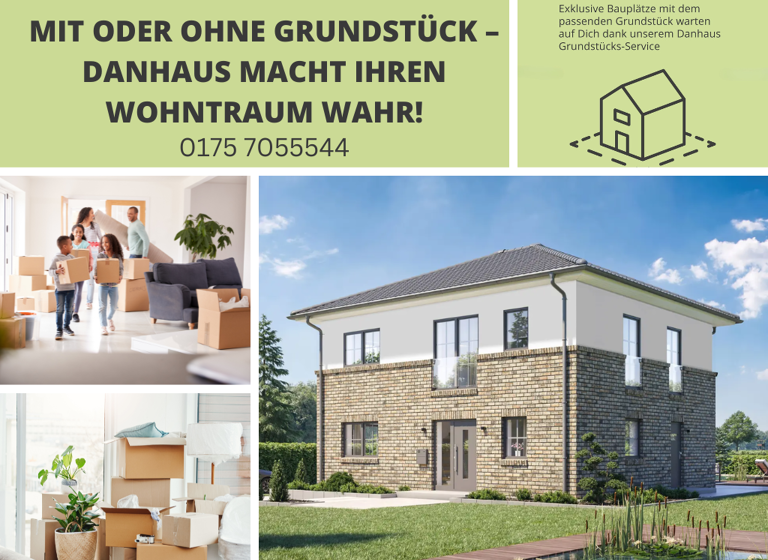 MIT ODER OHNE GRUNDSTÜCK –
DANHAUS MACHT IHREN
WOHNTRAUM WAHR!
0175 7055544
Exklusive Bauplätze mit dem
passenden Grundstück warten
auf Dich dank unserem Danhaus
Grundstücks-Service